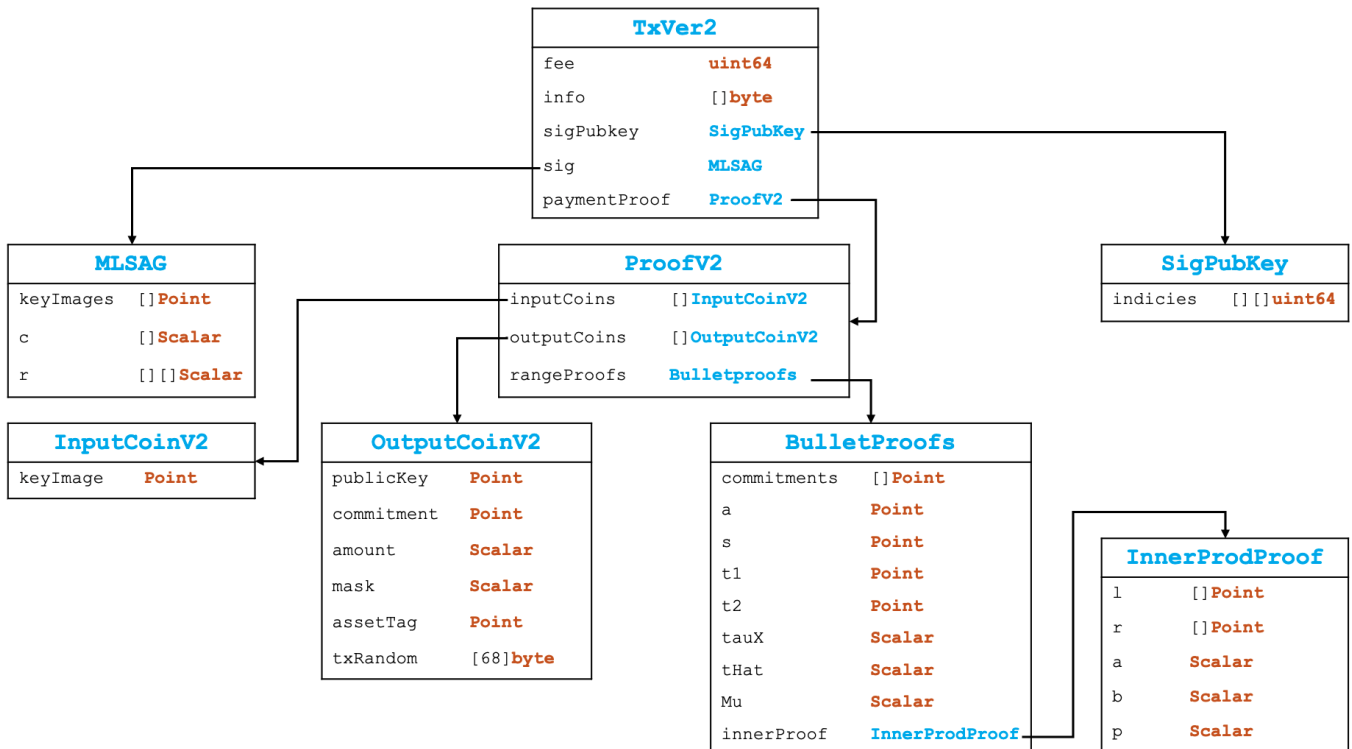 TxVer2
fee uint64
info []byte
sigPubkey SigPubKey
sig MLSAG
paymentProof ProofV2
MLSAG
keyImages []Point
c []Scalar
r [][]Scalar
ProofV2
inputCoins []InputCoinV2
outputCoins []OutputCoinV2
rangeProofs Bulletproofs
SigPubKey
indicies [][]uint64
InputCoinV2
keyImage Point
OutputCoinV2
publicKey Point
commitment Point
amount Scalar
mask Scalar
assetTag Point
txRandom [68]byte
BulletProofs
commitments []Point
a Point
s Point
t1 Point
t2 Point
tauX Scalar
tHat Scalar
Mu Scalar
innerProof InnerProdProof
InnerProdProof
l []Point
r []Point
a Scalar
b Scalar
p Scalar